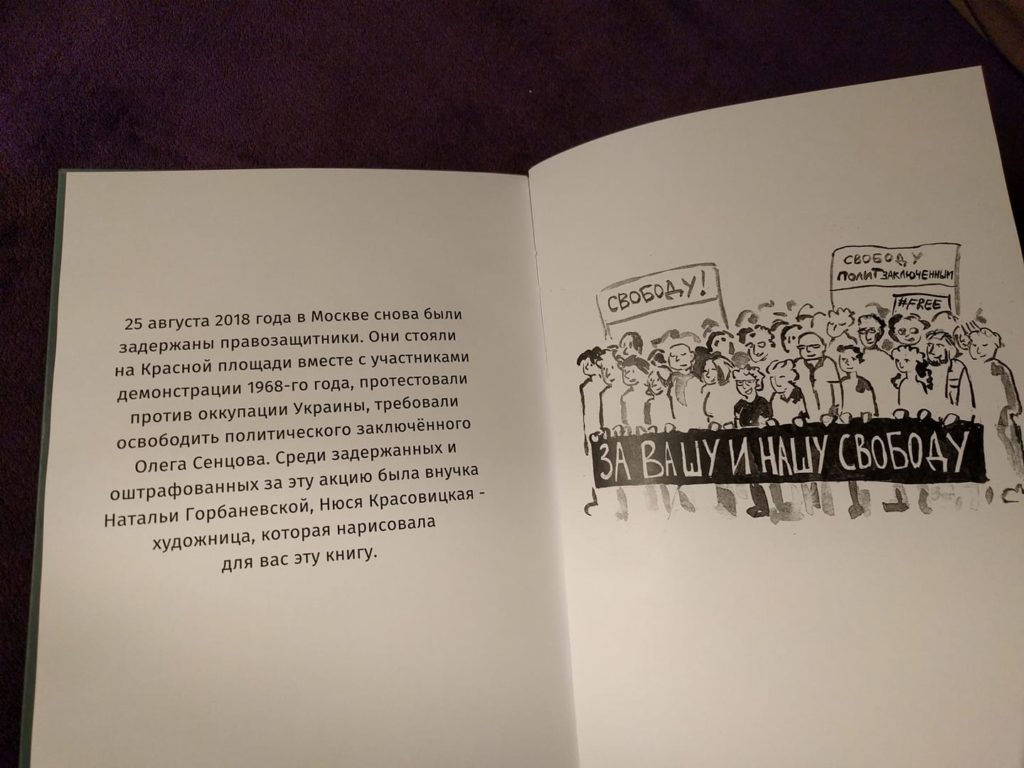 25 августа 2018 года в Москве снова были
задержаны правозащитники. Они стояли
на Красной площади вместе с участниками
демонстрации 1968-го года, протестовали
против оккупации Украины, требовали
освободить политического заключённого
Олега Сенцова. Среди задержанных и
оштрафованных за эту акцию была внучка
Натальи Горбаневской, Нюся Красовицкая -
художница, которая нарисовала
для вас эту книгу.
СВОБОДУ!
СВОБОДУ
ПОЛИТЗАКЛЮЧЕННЫМ
#FREE
ЗА ВАШУ И НАШУ СВОБОДУ